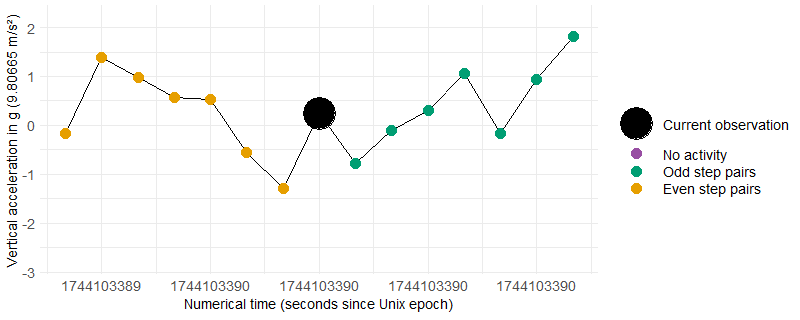 Vertical acceleration in g (9.80665 m/s²)
2
1
0
-1
-2
-3
1744103389 1744103390 1744103390 1744103390 1744103390
Numerical time (seconds since Unix epoch)
Current observation
No activity
Odd step pairs
Even step pairs